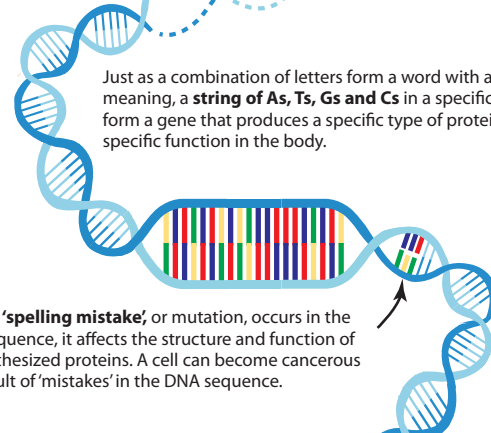 Just as a combination of letters form a word with a
meaning, a string of As, Ts, Gs and Cs in a specific
form a gene that produces a specific type of protei
specific function in the body.
'spelling mistake', or mutation, occurs in the
quence, it affects the structure and function of
thesized proteins. A cell can become cancerous
ult of 'mistakes' in the DNA sequence.